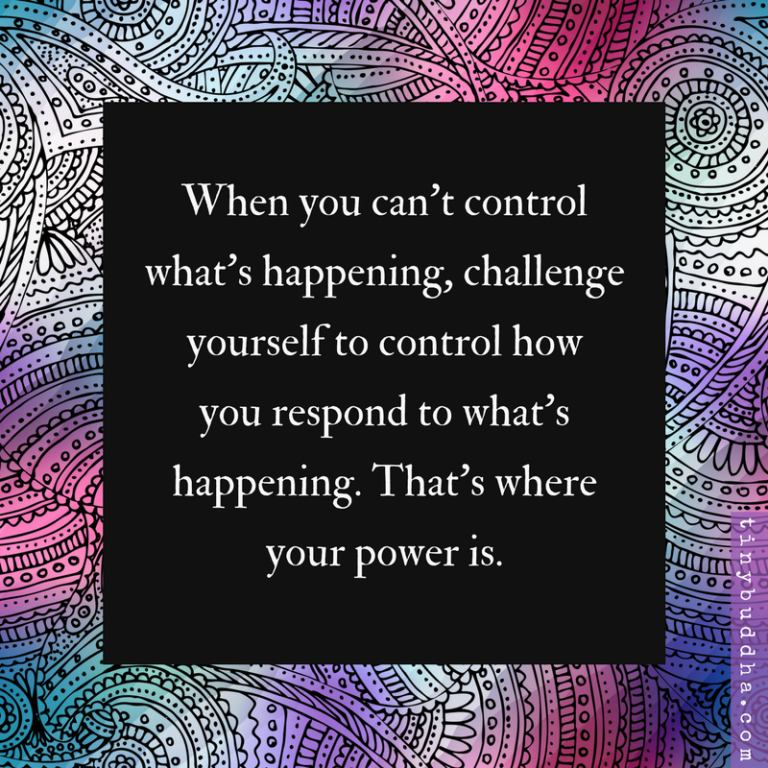 When you can’t control
what’s happening, challenge
yourself to control how
you respond to what’s
happening. That’s where
your power is.
tinybuddha.com